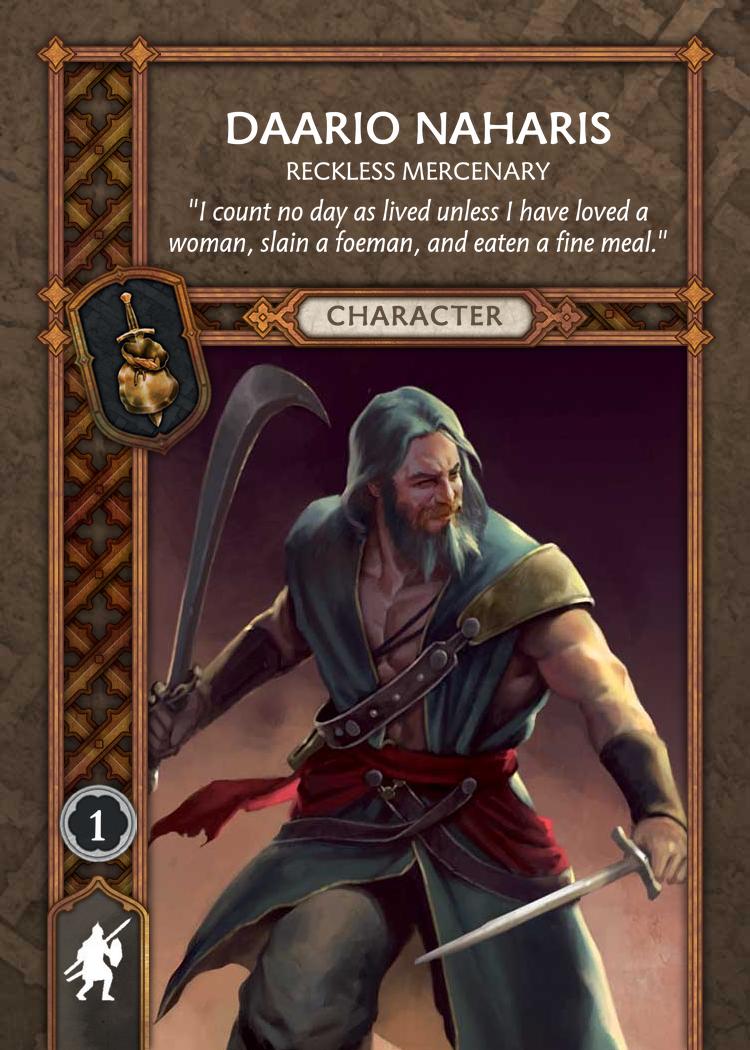 DAARIO NAHARIS
RECKLESS MERCENARY
"I count no day as lived unless I have loved a
woman, slain a foeman, and eaten a fine meal."
CHARACTER
1